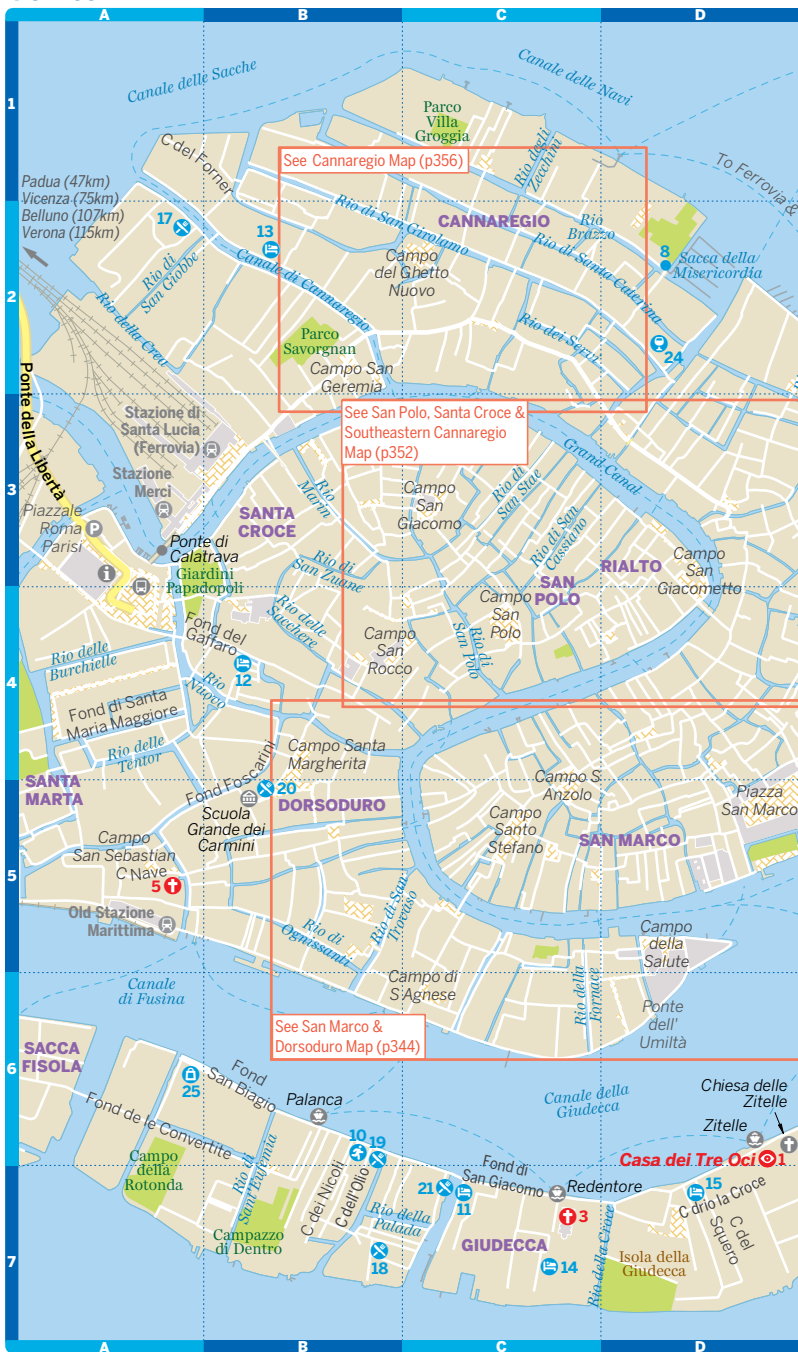 A B C D
1
2
3
4
5
6
7
Canale delle Sacche
Canale delle Navi
Parco
Villa
Groggia
C del Forner
See Cannaregio Map (p356)
Rio degli
Zecchini
To Ferrovia &
Padua (47km)
Vicenza (75km)
Belluno (107km)
Verona (115km)
17
13
Rio di San Girolamo
CANNAREGIO
Rio
Brazzo
8
Sacca della
Misericordia
Rio di
San Giobbe
Canale di Cannaregio
Campo
del Ghetto
Nuovo
Rio di Santa Caterina
Rio della Crea
Parco
Savorgnan
Rio dei Servi
24
Campo San
Geremia
Ponte della Libertà
Stazione di
Santa Lucia
(Ferrovia)
See San Polo, Santa Croce &
Southeastern Cannaregio
Map (p352)
Grand Canal
Stazione
Merci
Rio
Marin
Campo
San
Giacomo
Rio di
San Stae
SANTA
CROCE
Piazzale
Roma
Parisi
P
Ponte di
Calatrava
Rio di San
Cassiano
i
Giardini
Papadopoli
Rio di
San Zuane
SAN
POLO
RIALTO
Campo
San
Giacometto
Fond del
Gaffaro
Rio delle
Sacchere
Campo
San
Polo
Rio delle
Burchielle
12
Campo
San
Rocco
Rio di
San Polo
Rio
Nuovo
Fond di Santa
Maria Maggiore
Rio delle
Tentor
Fond Foscarini
Campo Santa
Margherita
SANTA
MARTA
20
DORSODURO
Scuola
Grande dei
Carmini
Campo S
Anzolo
Piazza
San Marco
Campo
Santo
Stefano
SAN MARCO
Campo
San Sebastian
C Nave
5
Old Stazione
Marittima
Rio di
Ognissanti
Rio di San
Trovaso
Campo
della
Salute
Canale
di Fusina
Campo di
S Agnese
Rio della
Fornace
Ponte
dell'
Umiltà
See San Marco &
Dorsoduro Map (p344)
SACCA
FISOLA
25
Fond
San Biagio
Palanca
Canale della
Giudecca
Chiesa delle
Zitelle
Zitelle
Fond de le Convertite
10
19
Casa dei Tre Oci
1
Campo
della
Rotonda
Rio di
Sant'Eufemia
C dei Nicoli
C dell'Olio
21
11
Fond di
San Giacomo
Redentore
15
C drio la Croce
Rio della
Palada
3
C del
Squero
Campazzo
di Dentro
18
GIUDECCA
14
Rio della Croce
Isola della
Giudecca
A B C D